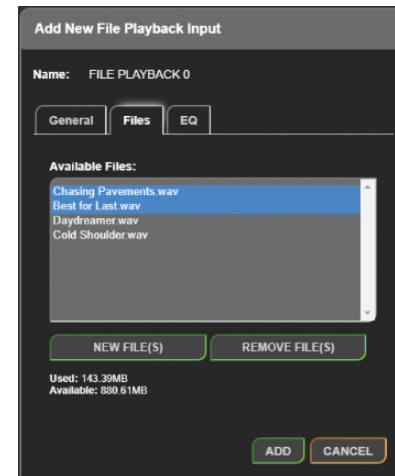 Add New File Playback Input
Name: FILE PLAYBACK 0
General Files EQ
Available Files:
Chasing Pavements.wav
Best for Last.wav
Daydreamer.wav
Cold Shoulder.wav
NEW FILE(S) REMOVE FILE(S)
Used: 143.39MB
Available: 880.61MB
ADD CANCEL